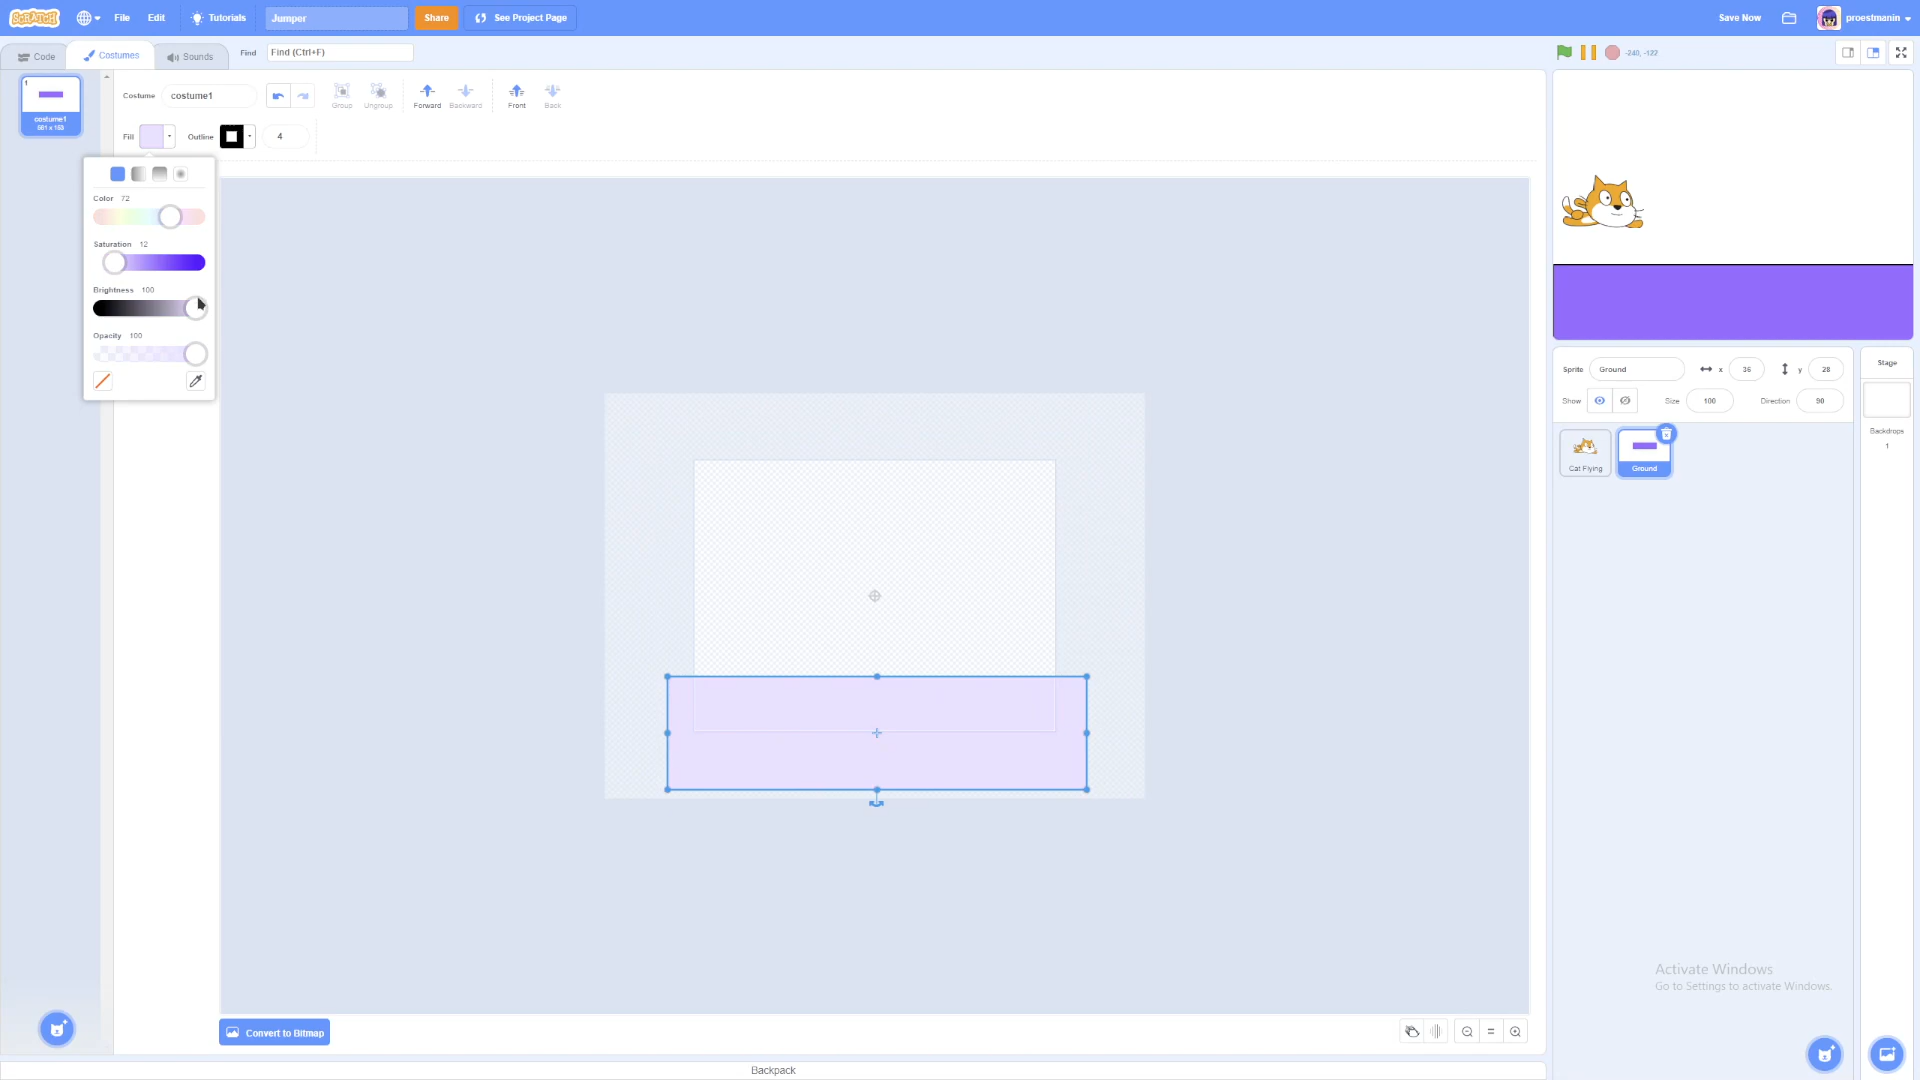 SCRATCH File Edit Tutorials Jumper Share See Project Page Save Now proestmanin
Code Costumes Sounds Find Find (Ctrl+F) -240, -122
1
costume1
561 x 153
Costume costume1 Group Ungroup Forward Backward Front Back
Fill Outline 4
Color 72
Saturation 12
Brightness 100
Opacity 100
Sprite Ground x 36 y 28
Show Size 100 Direction 90
Cat Flying
Ground
Stage
Backdrops
1
Activate Windows
Go to Settings to activate Windows.
Convert to Bitmap
Backpack